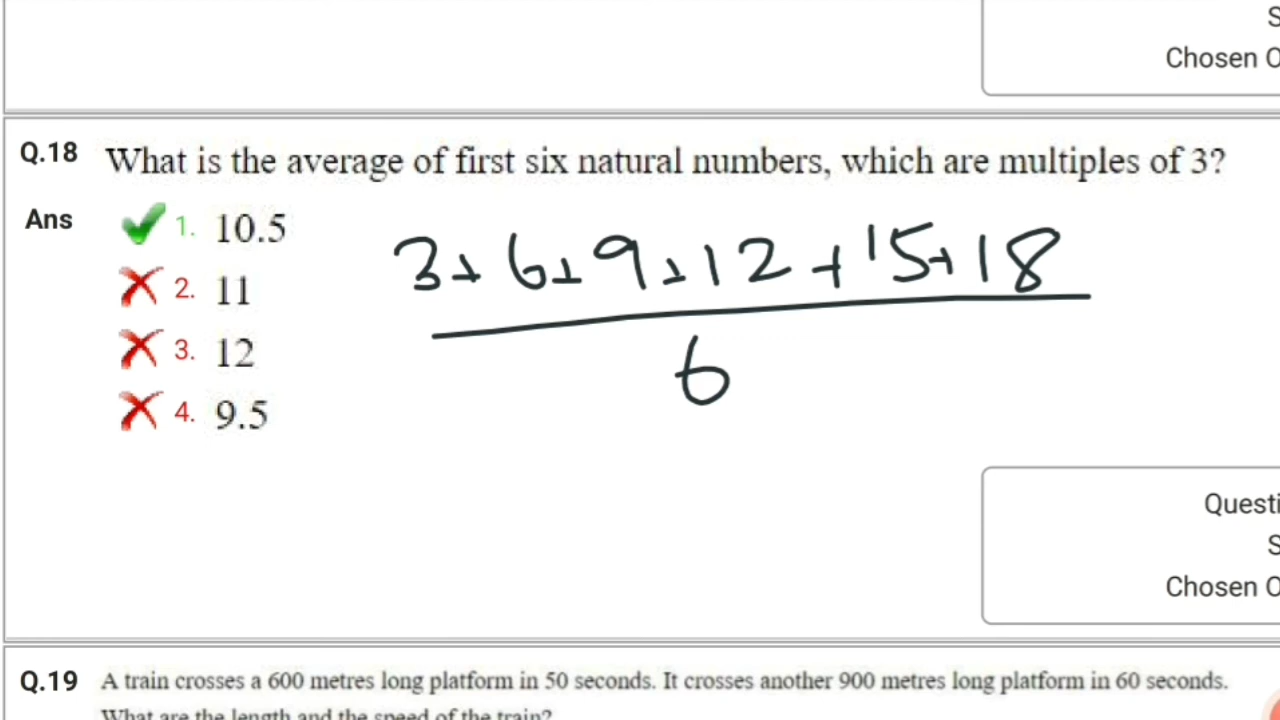 S
Chosen O
Q.18 What is the average of first six natural numbers, which are multiples of 3?
Ans 1. 10.5
2. 11
3. 12
4. 9.5
3+6+9+12+15+18
6
Questi
S
Chosen O
Q.19 A train crosses a 600 metres long platform in 50 seconds. It crosses another 900 metres long platform in 60 seconds.
What are the length and the speed of the train?